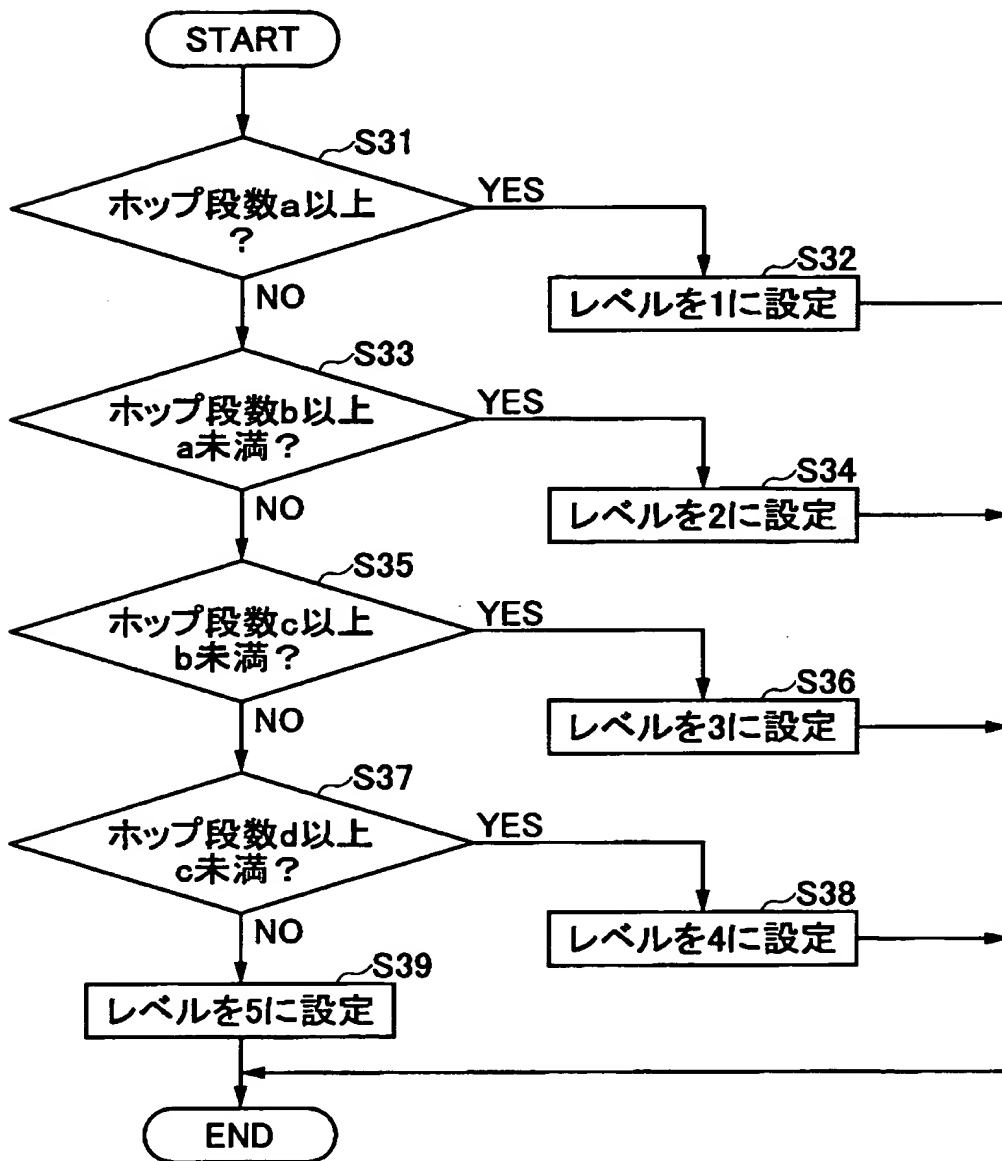 START
S31
ホップ段数a以上
?
YES
NO
S32
レベルを1に設定
S33
ホップ段数b以上
a未満?
YES
NO
S34
レベルを2に設定
S35
ホップ段数c以上
b未満?
YES
NO
S36
レベルを3に設定
S37
ホップ段数d以上
c未満?
YES
NO
S38
レベルを4に設定
S39
レベルを5に設定
END